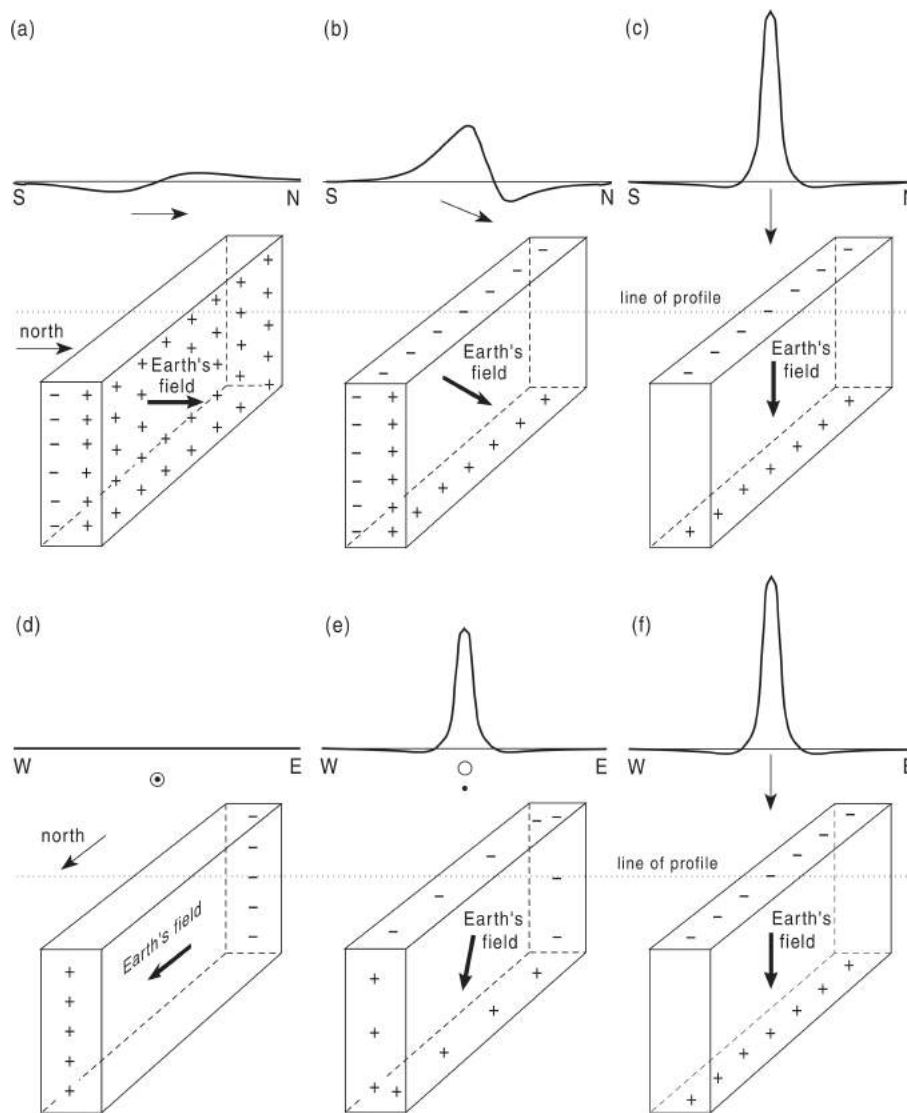 (a)
(b)
(c)
S
N
S
N
S
N
line of profile
north
Earth's
field
Earth's
field
Earth's
field
(d)
(e)
(f)
W
E
W
E
W
E
north
line of profile
Earth's field
Earth's
field
Earth's
field